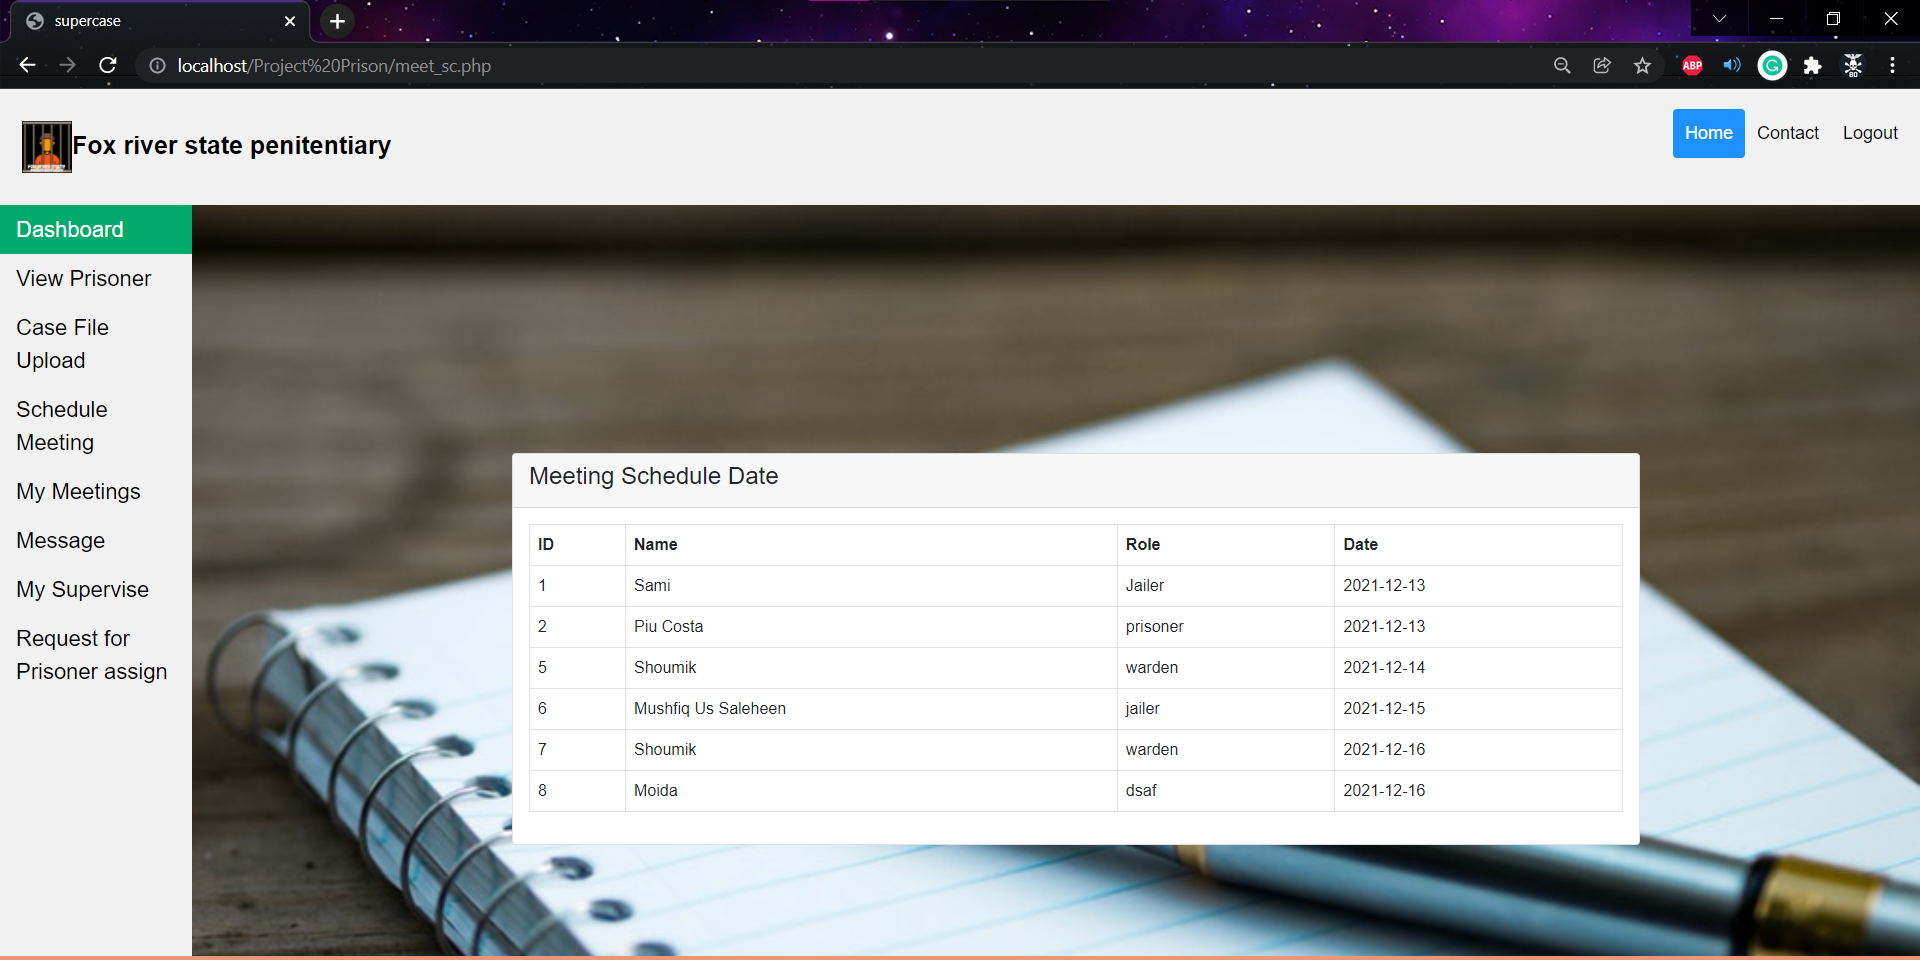 supercase
localhost/Project%20Prison/meet_sc.php
ABP
Fox river state penitentiary
Home Contact Logout
Dashboard
View Prisoner
Case File
Upload
Schedule
Meeting
My Meetings
Message
My Supervise
Request for
Prisoner assign
Meeting Schedule Date
ID Name Role Date
1 Sami Jailer 2021-12-13
2 Piu Costa prisoner 2021-12-13
5 Shoumik warden 2021-12-14
6 Mushfiq Us Saleheen jailer 2021-12-15
7 Shoumik warden 2021-12-16
8 Moida dsaf 2021-12-16